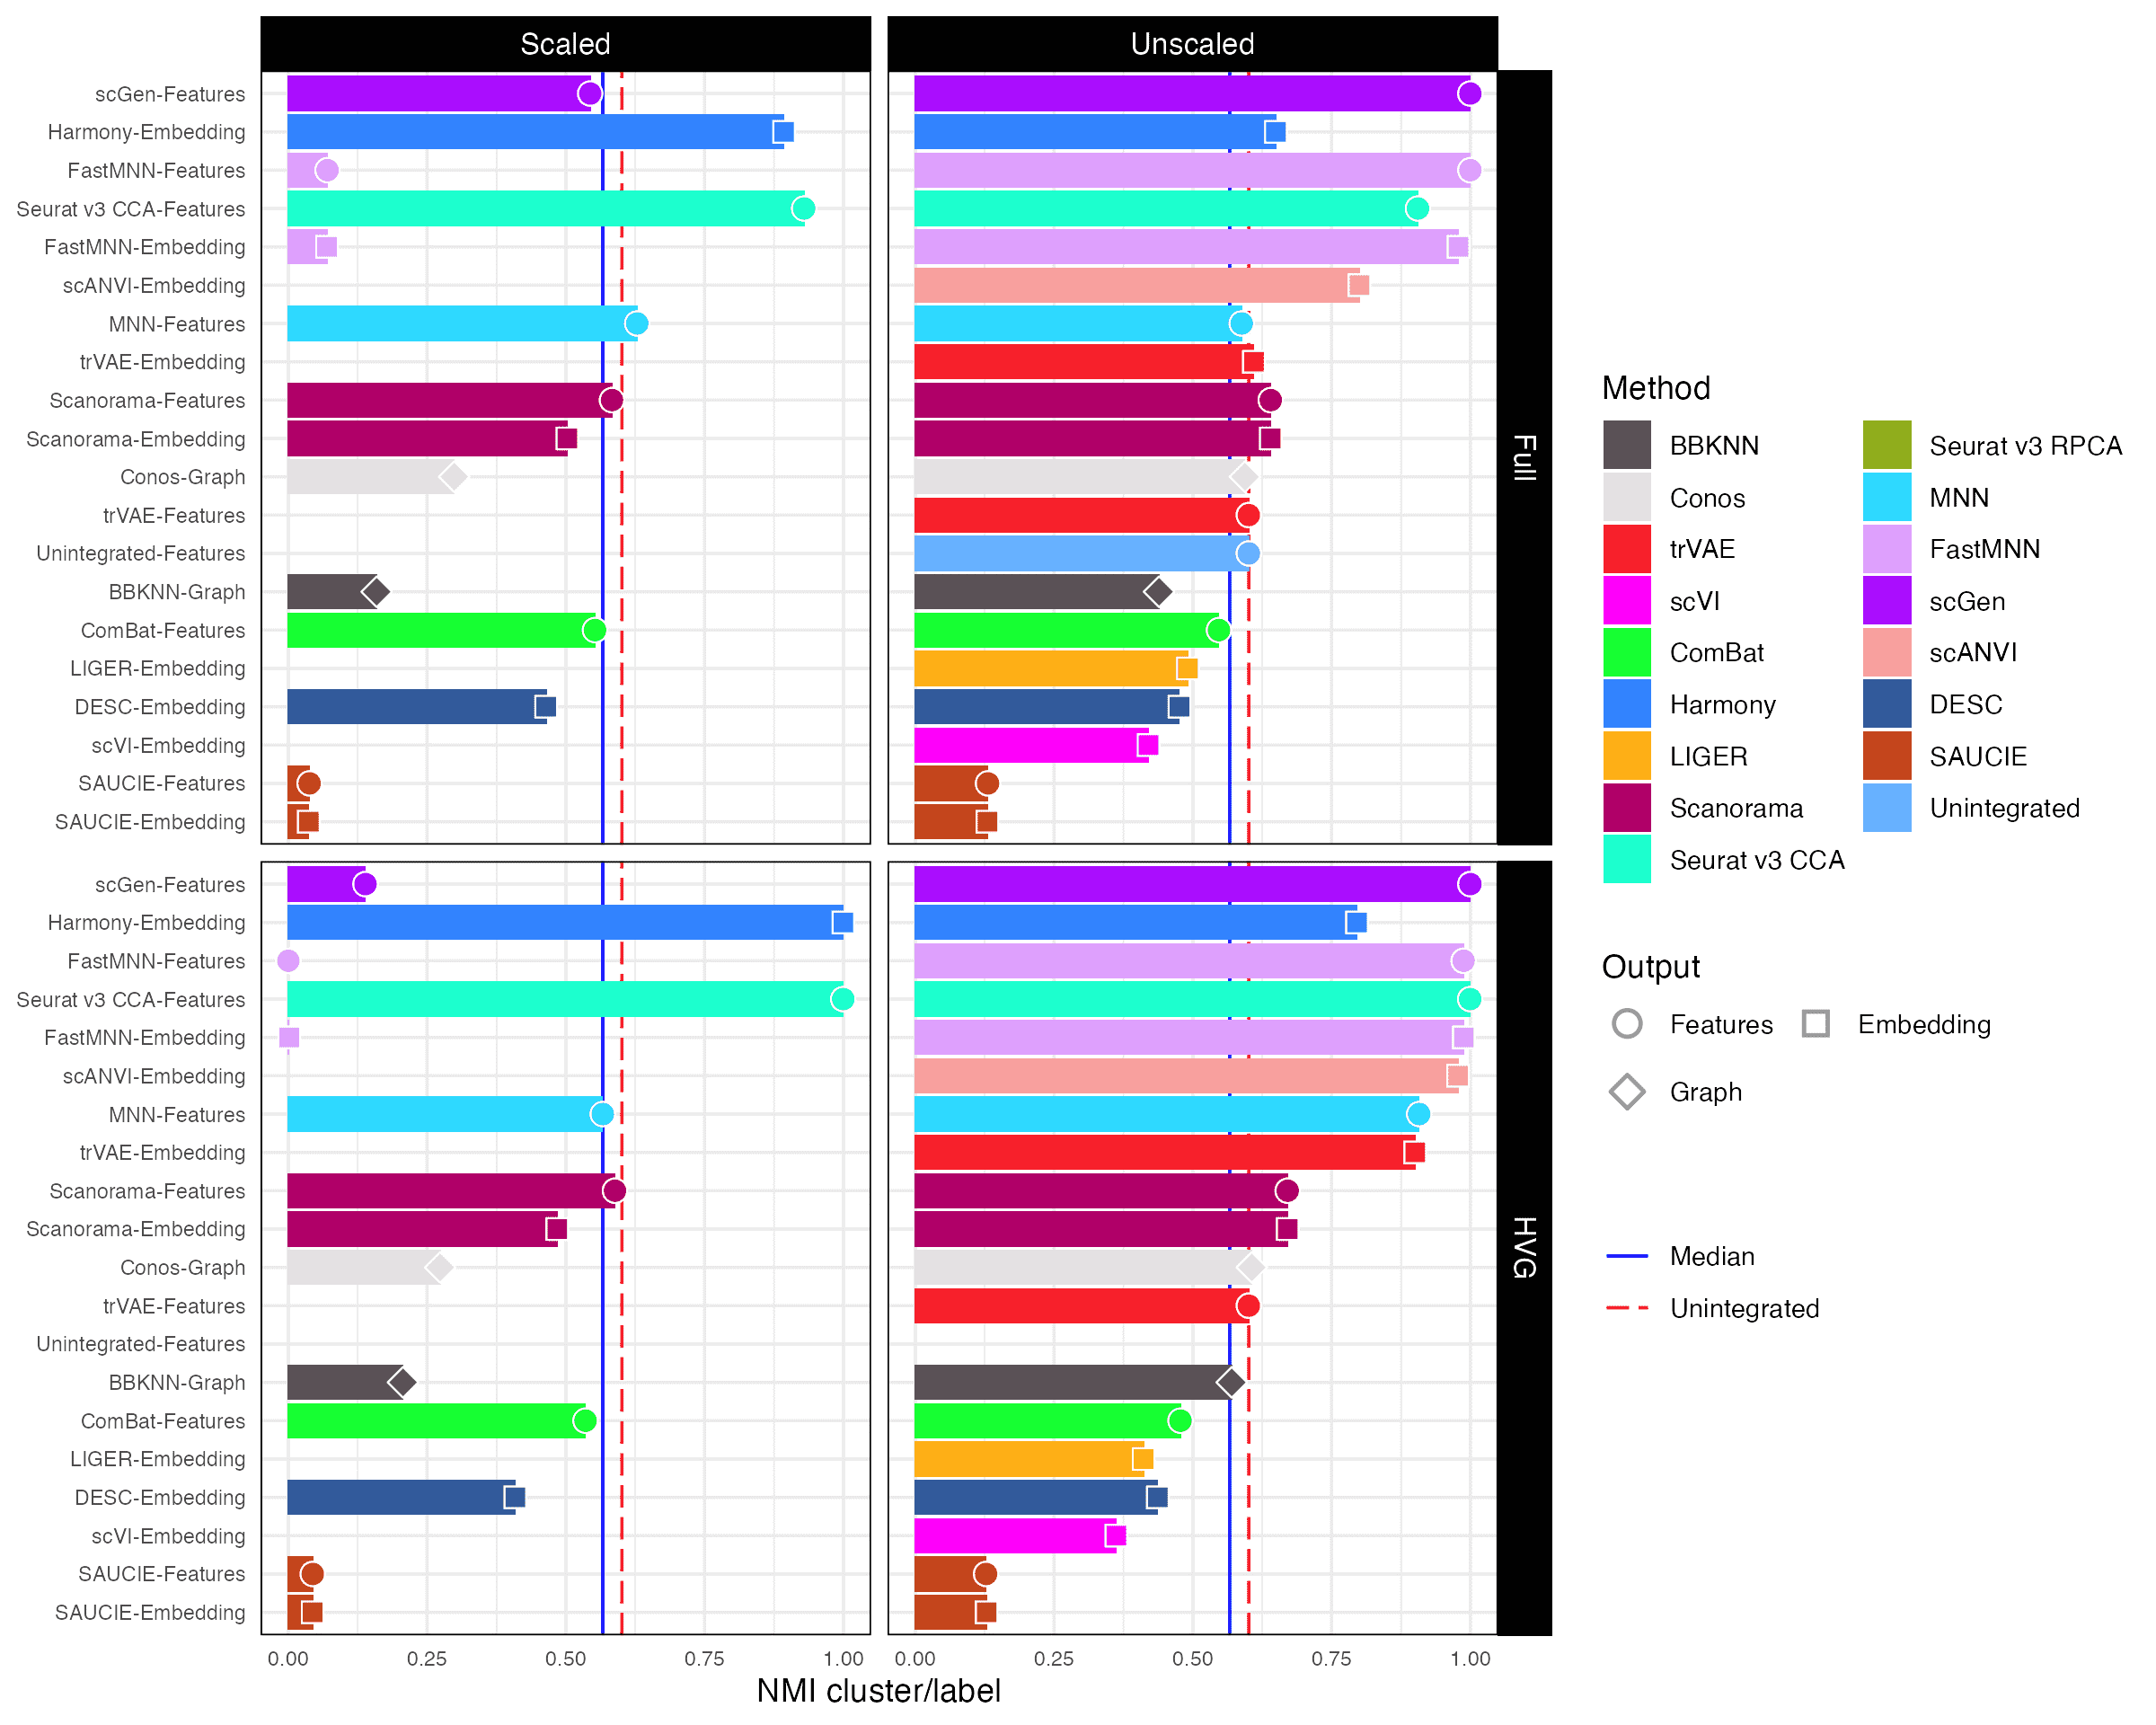 Scaled
Unscaled
scGen-Features
Harmony-Embedding
FastMNN-Features
Seurat v3 CCA-Features
FastMNN-Embedding
scANVI-Embedding
MNN-Features
trVAE-Embedding
Scanorama-Features
Scanorama-Embedding
Conos-Graph
trVAE-Features
Unintegrated-Features
BBKNN-Graph
ComBat-Features
LIGER-Embedding
DESC-Embedding
scVI-Embedding
SAUCIE-Features
SAUCIE-Embedding
Full
scGen-Features
Harmony-Embedding
FastMNN-Features
Seurat v3 CCA-Features
FastMNN-Embedding
scANVI-Embedding
MNN-Features
trVAE-Embedding
Scanorama-Features
Scanorama-Embedding
Conos-Graph
trVAE-Features
Unintegrated-Features
BBKNN-Graph
ComBat-Features
LIGER-Embedding
DESC-Embedding
scVI-Embedding
SAUCIE-Features
SAUCIE-Embedding
HVG
0.00 0.25 0.50 0.75 1.00
0.00 0.25 0.50 0.75 1.00
NMI cluster/label
Method
BBKNN
Conos
trVAE
scVI
ComBat
Harmony
LIGER
Scanorama
Seurat v3 CCA
Seurat v3 RPCA
MNN
FastMNN
scGen
scANVI
DESC
SAUCIE
Unintegrated
Output
Features
Embedding
Graph
Median
Unintegrated